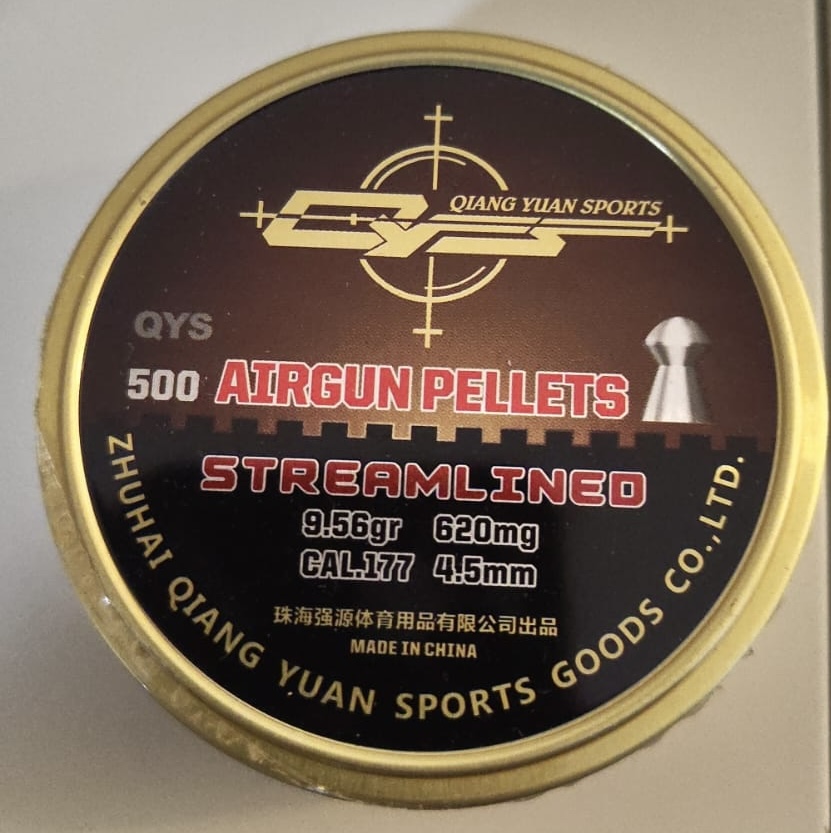 QYS QIANG YUAN SPORTS
QYS
500 AIRGUN PELLETS
STREAMLINED
9.56gr 620mg
CAL.177 4.5mm
珠海强源体育用品有限公司出品
MADE IN CHINA
ZHUHAI QIANG YUAN SPORTS GOODS CO.,LTD.